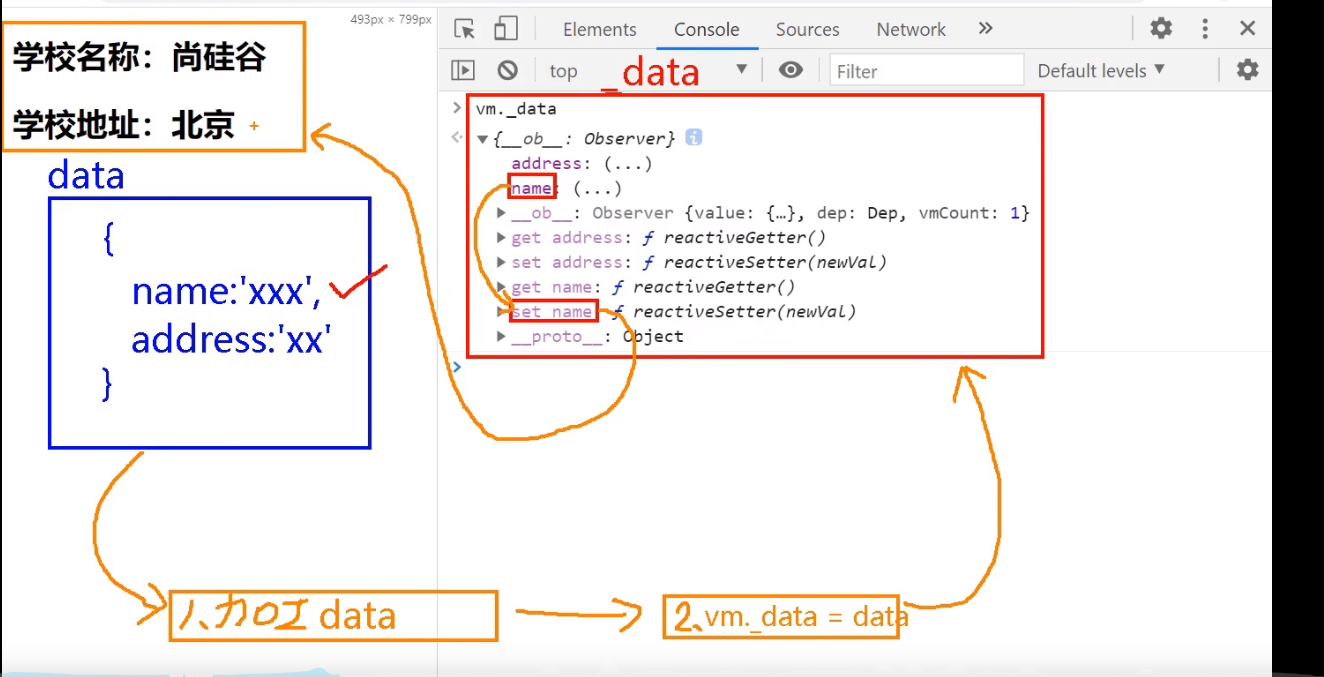 493px × 799px
Elements Console Sources Network »
top
Filter
Default levels ▼
_data
学校名称：尚硅谷
学校地址：北京 +
data
{
name:'xxx',
address:'xx'
}
> vm._data
{__ob__: Observer} i
address: (...)
name: (...)
__ob__: Observer {value: {…}, dep: Dep, vmCount: 1}
get address: ƒ reactiveGetter()
set address: ƒ reactiveSetter(newVal)
get name: ƒ reactiveGetter()
set name: ƒ reactiveSetter(newVal)
__proto__: Object
>
1、加工 data
2、vm._data = data